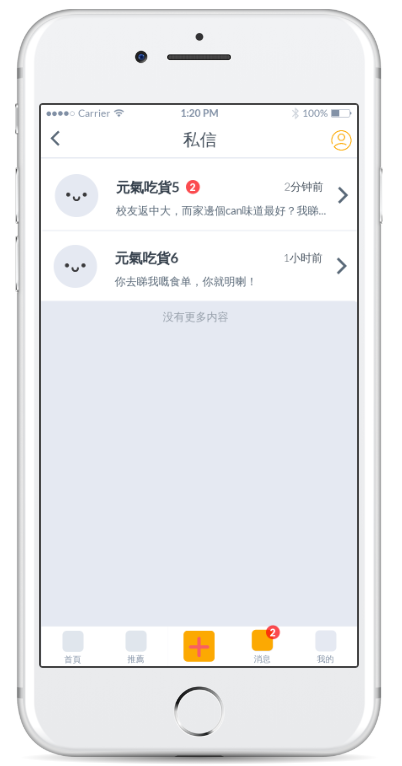 Carrier 1:20 PM 100%
私信
元氣吃貨5 2 2分钟前
校友返中大，而家邊個can味道最好？我睇...
元氣吃貨6 1小时前
你去睇我嘅食单，你就明喇！
没有更多内容
2
首頁 推薦 消息 我的